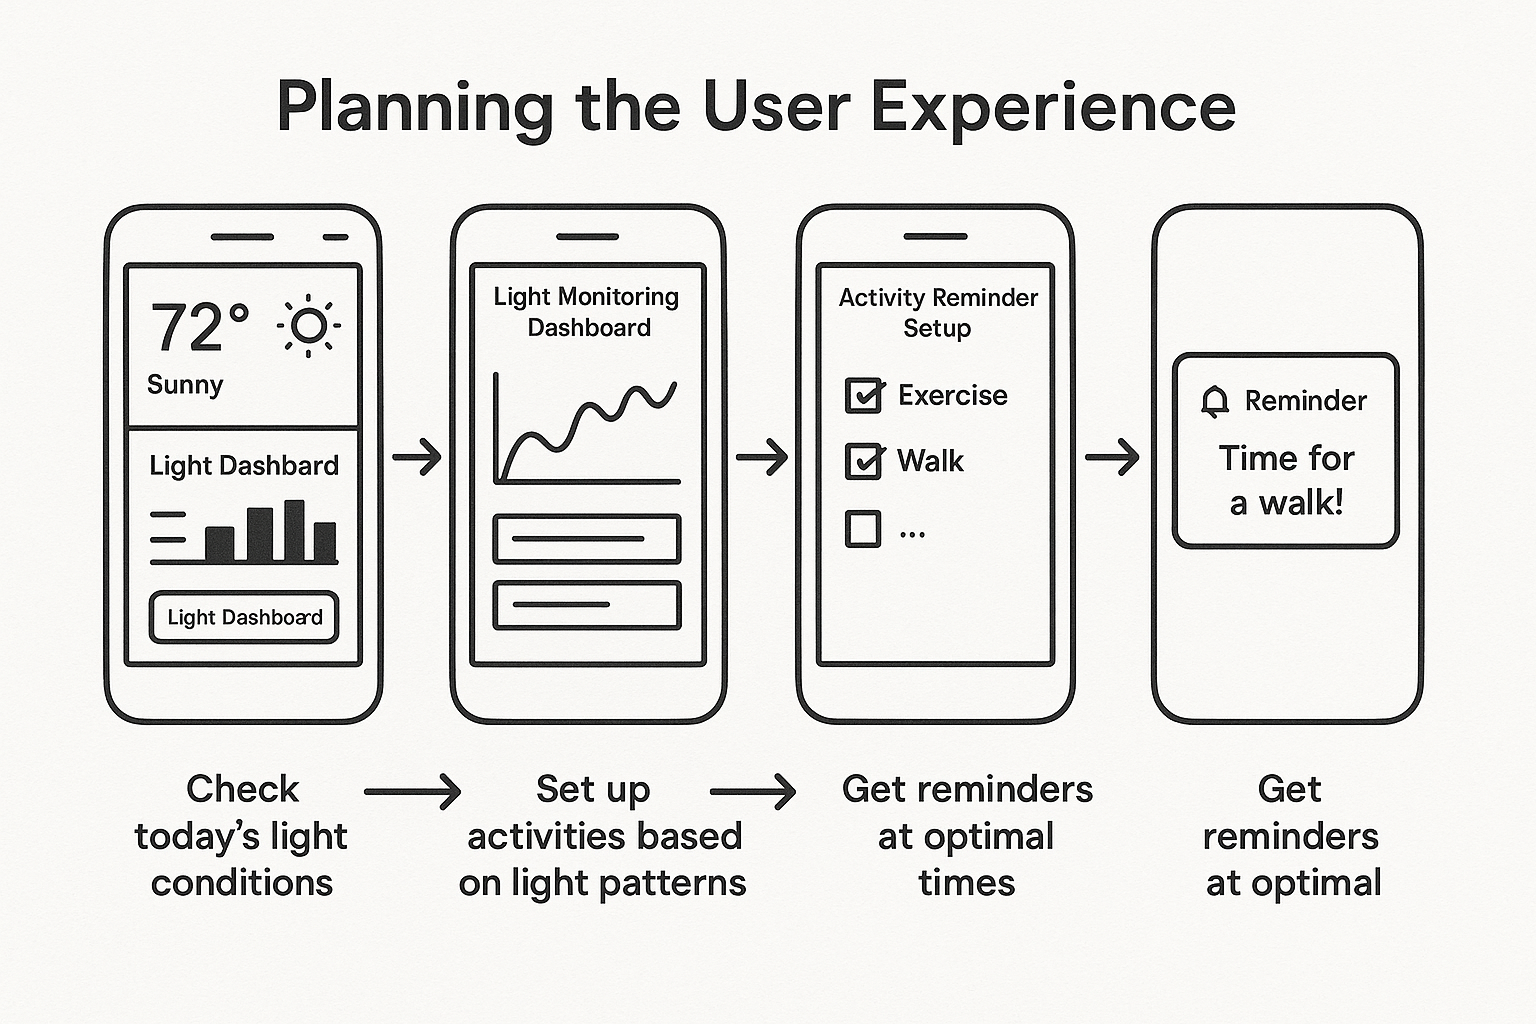 Planning the User Experience
72°
Sunny
Light Dashbard
Light Dashboard
Light Monitoring
Dashboard
Activity Reminder
Setup
Exercise
Walk
...
Reminder
Time for
a walk!
Check
today's light
conditions
Set up
activities based
on light patterns
Get reminders
at optimal
times
Get
reminders
at optimal